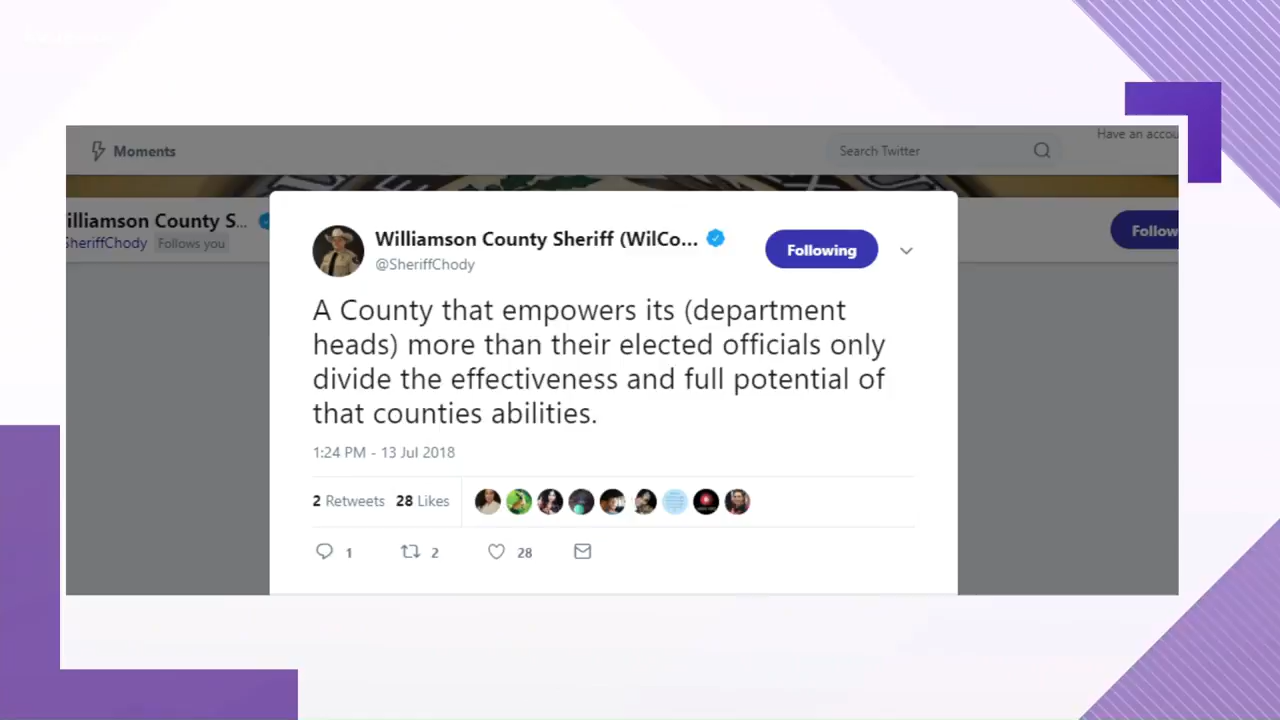 Moments
Search Twitter
Have an accou
illiamson County S...
SheriffChody Follows you
Follow
Williamson County Sheriff (WilCo...
@SheriffChody
Following
A County that empowers its (department
heads) more than their elected officials only
divide the effectiveness and full potential of
that counties abilities.
1:24 PM - 13 Jul 2018
2 Retweets 28 Likes
1 2 28